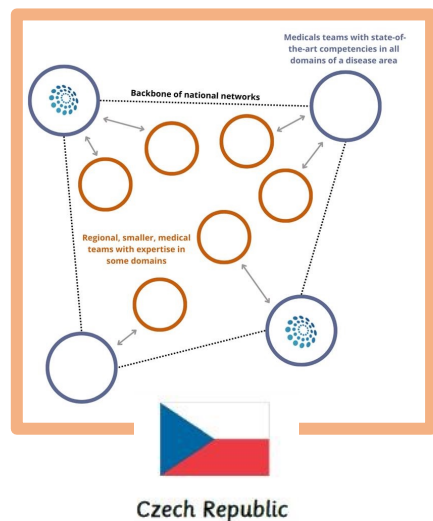 Medicals teams with state-of-
the-art competencies in all
domains of a disease area
Backbone of national networks
Regional, smaller, medical
teams with expertise in
some domains
Czech Republic